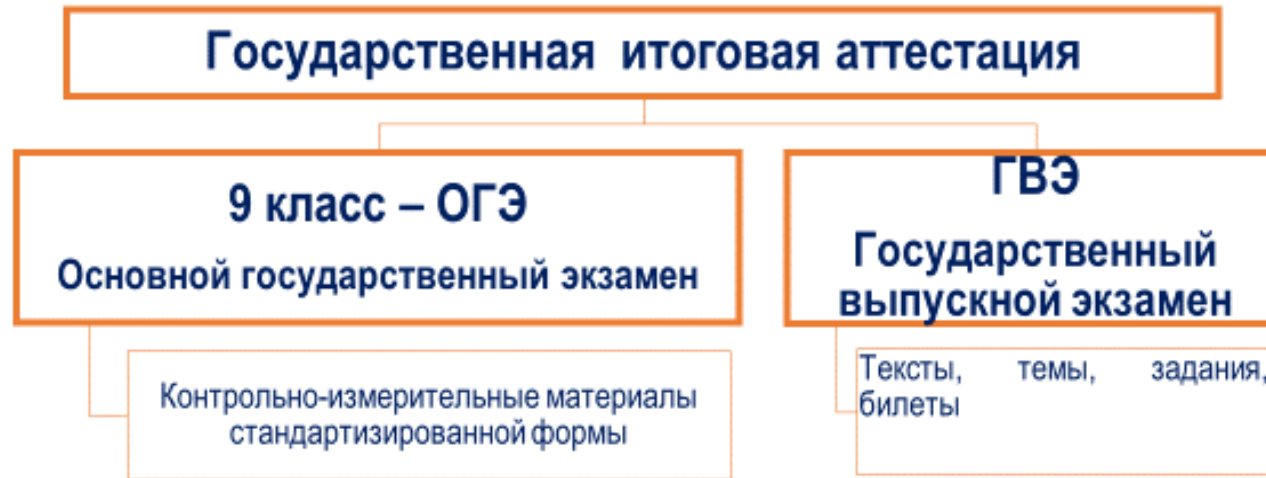 Государственная итоговая аттестация
9 класс – ОГЭ
Основной государственный экзамен
Контрольно-измерительные материалы
стандартизированной формы
ГВЭ
Государственный
выпускной экзамен
Тексты, темы, задания,
билеты